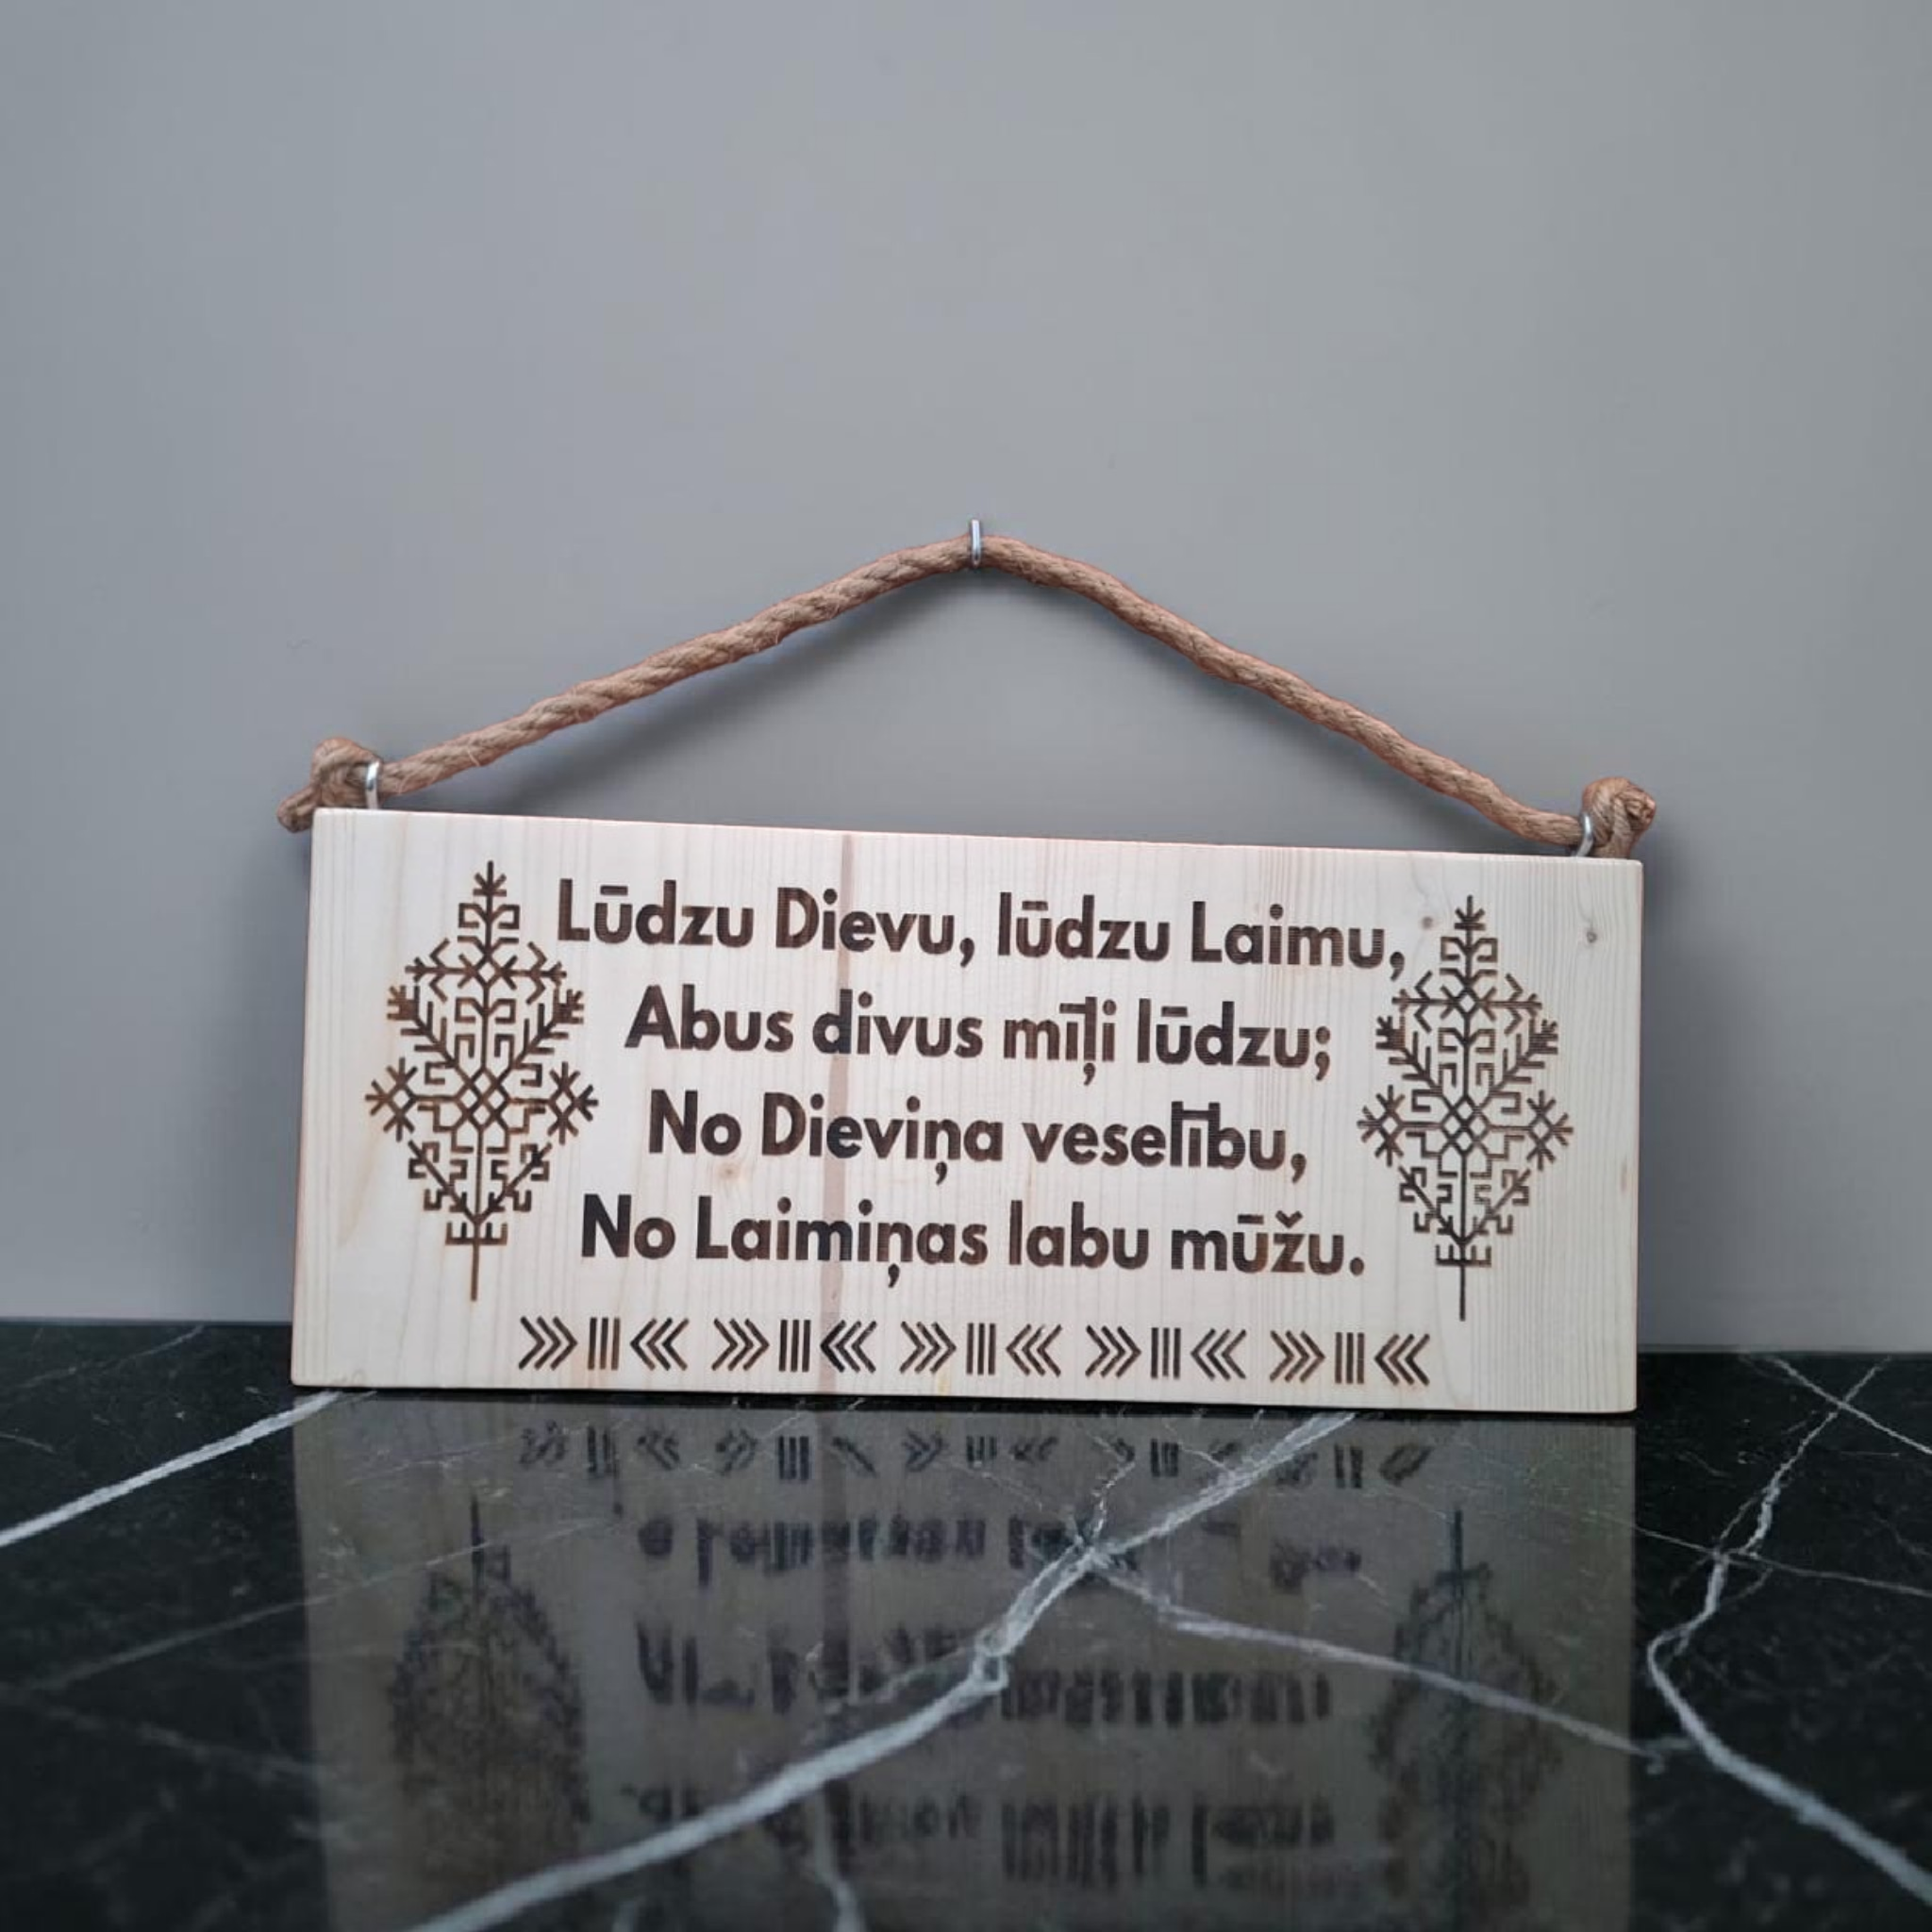 Lūdzu Dievu, lūdzu Laimu,
Abus divus mīļi lūdzu;
No Dieviņa veselību,
No Laimiņas labu mūžu.